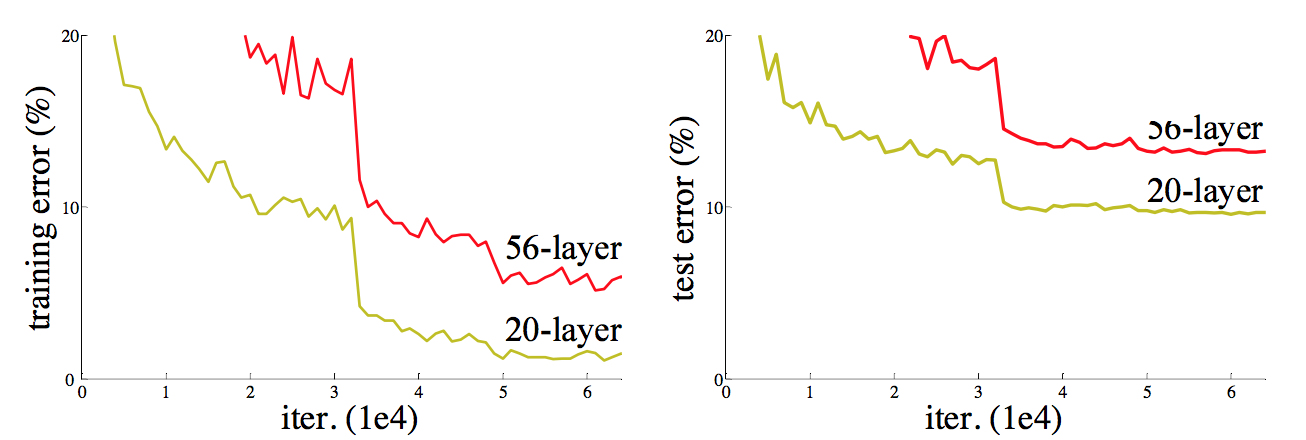 training error (%)
20
10
0
56-layer
20-layer
0 1 2 3 4 5 6
iter. (1e4)
test error (%)
20
10
0
56-layer
20-layer
0 1 2 3 4 5 6
iter. (1e4)